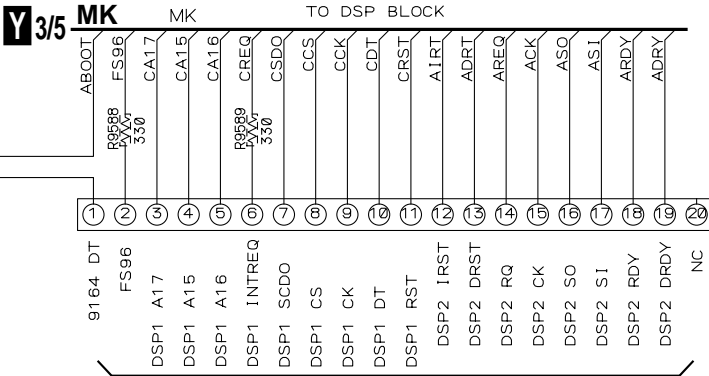 Y 3/5 MK MK TO DSP BLOCK
ABOOT
FS96
CA17
CA15
CA16
CREQ
CSDO
CCS
CCK
CDT
CRST
AIRT
ADRT
AREQ
ACK
ASO
ASI
ARDY
ADRY
R9588
330
R9589
330
1 2 3 4 5 6 7 8 9 10 11 12 13 14 15 16 17 18 19 20
9164 DT
FS96
DSP1 A17
DSP1 A15
DSP1 A16
DSP1 INTREQ
DSP1 SCDO
DSP1 CS
DSP1 CK
DSP1 DT
DSP1 RST
DSP2 IRST
DSP2 DRST
DSP2 RQ
DSP2 CK
DSP2 SO
DSP2 SI
DSP2 RDY
DSP2 DRDY
NC